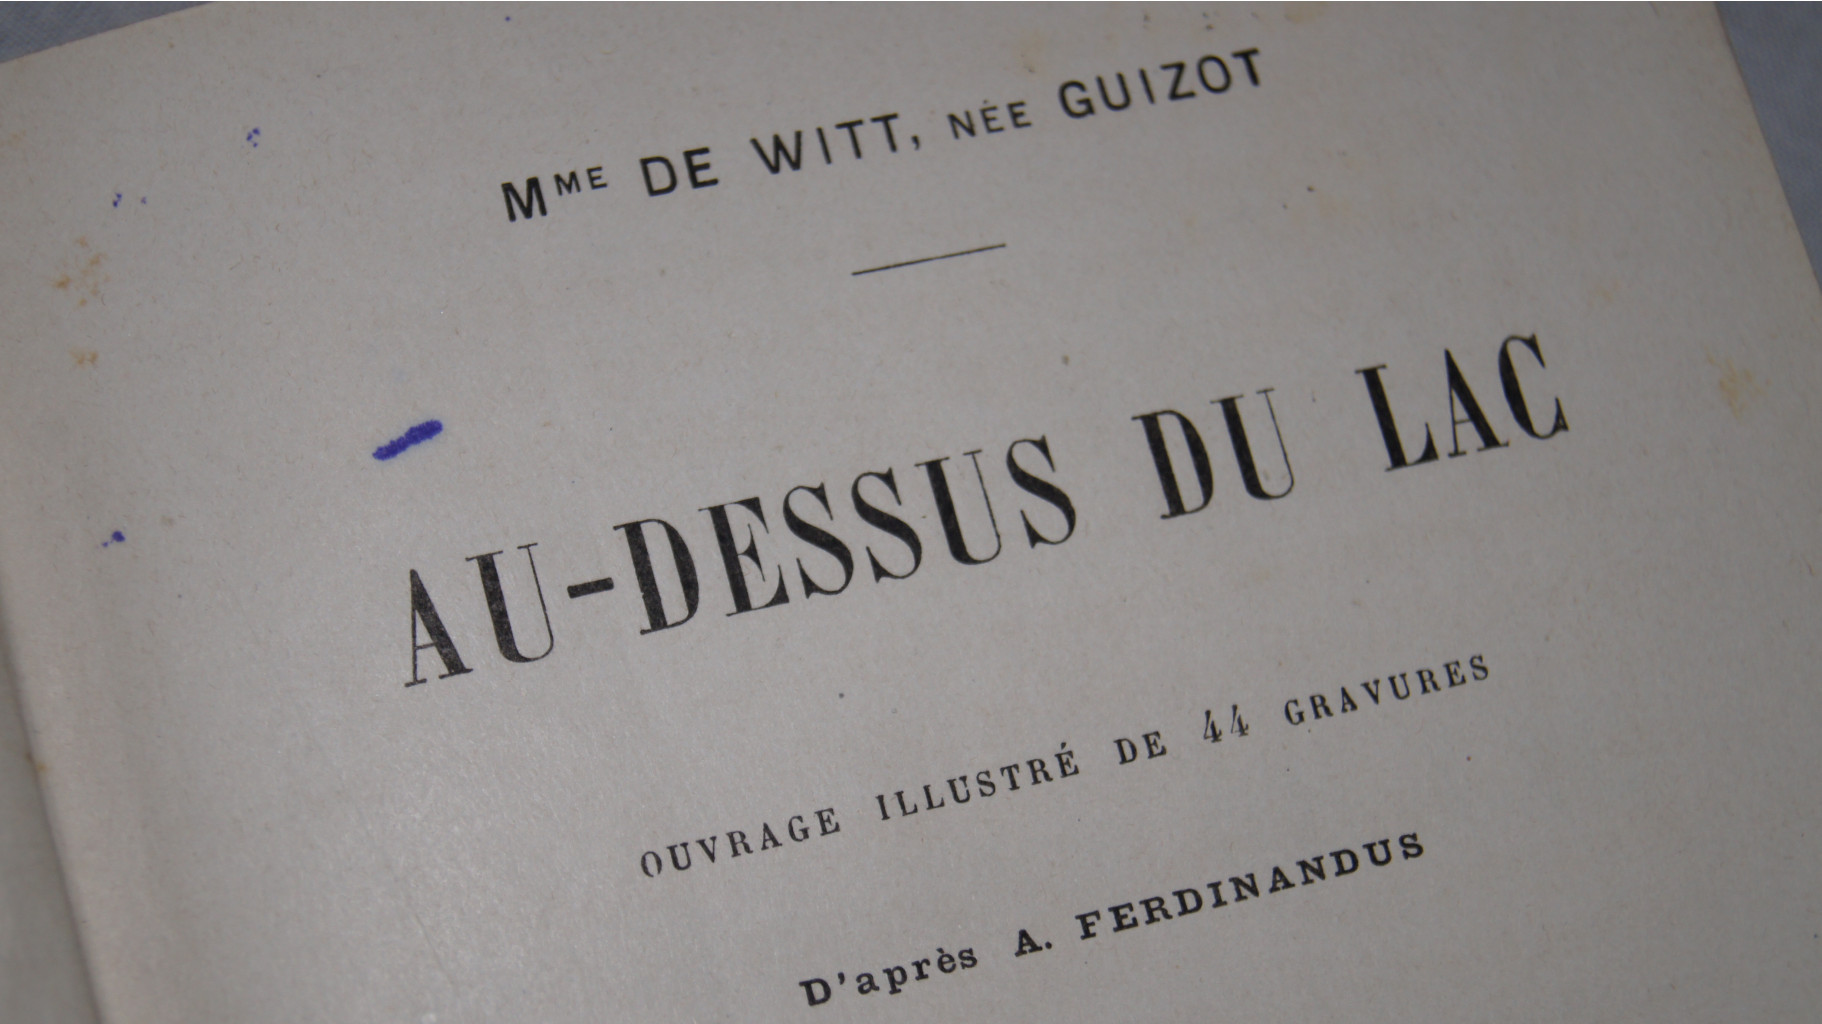 MME DE WITT, NÉE GUIZOT
AU-DESSUS DU LAC
OUVRAGE ILLUSTRÉ DE 44 GRAVURES
D'après A. FERDINANDUS